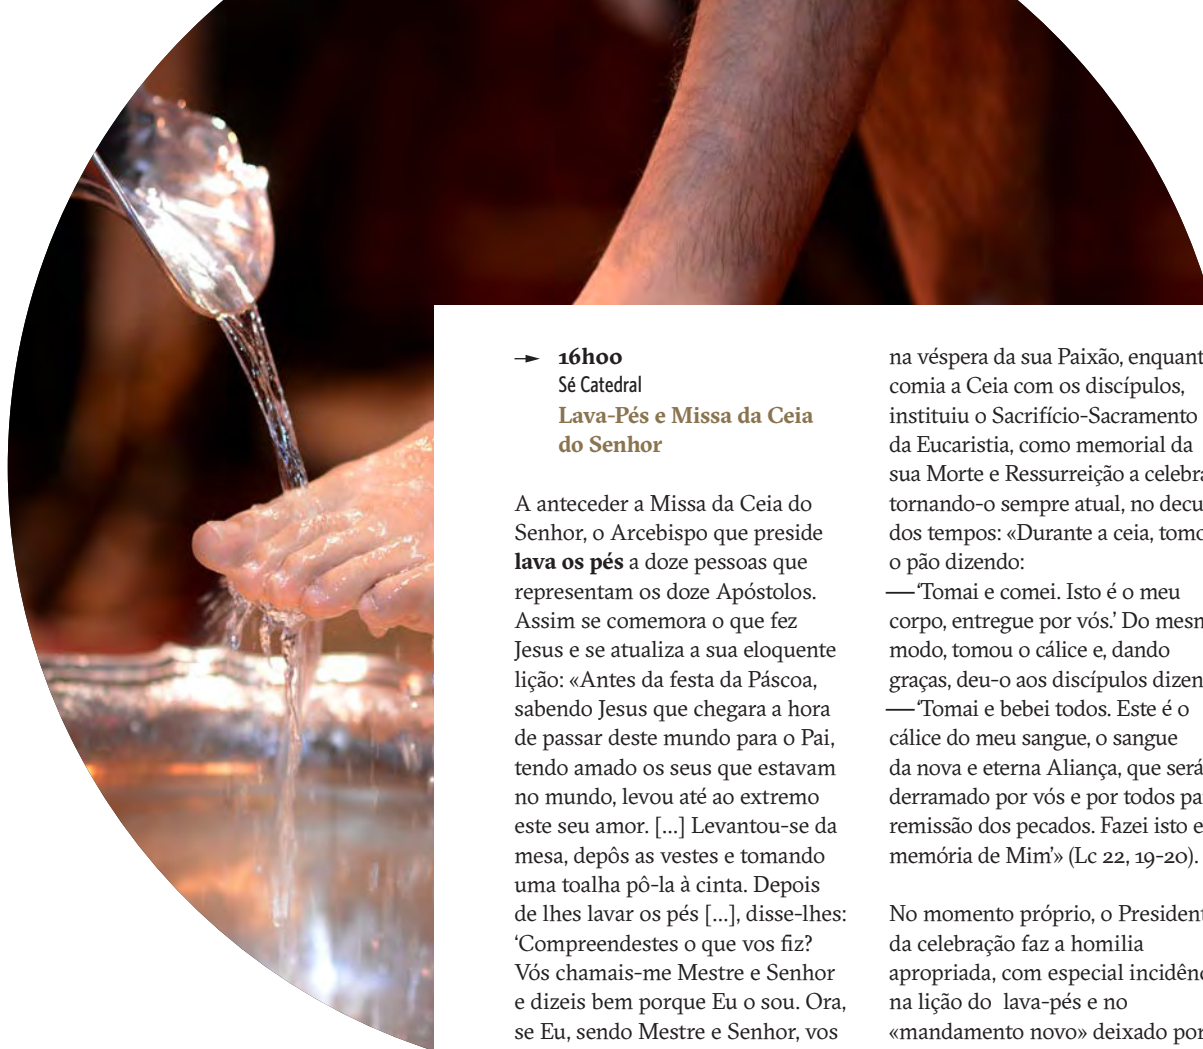 → 16h00
Sé Catedral
Lava-Pés e Missa da Ceia
do Senhor
A anteceder a Missa da Ceia do
Senhor, o Arcebispo que preside
lava os pés a doze pessoas que
representam os doze Apóstolos.
Assim se comemora o que fez
Jesus e se atualiza a sua eloquente
lição: «Antes da festa da Páscoa,
sabendo Jesus que chegara a hora
de passar deste mundo para o Pai,
tendo amado os seus que estavam
no mundo, levou até ao extremo
este seu amor. [...] Levantou-se da
mesa, depôs as vestes e tomando
uma toalha pô-la à cinta. Depois
de lhes lavar os pés [...], disse-lhes:
‘Compreendestes o que vos fiz?
Vós chamais-me Mestre e Senhor
e dizeis bem porque Eu o sou. Ora,
se Eu, sendo Mestre e Senhor, vos
na véspera da sua Paixão, enquant
comia a Ceia com os discípulos,
instituiu o Sacrifício-Sacramento
da Eucaristia, como memorial da
sua Morte e Ressurreição a celebra
tornando-o sempre atual, no decu
dos tempos: «Durante a ceia, tomo
o pão dizendo:
—‘Tomai e comei. Isto é o meu
corpo, entregue por vós.’ Do mesm
modo, tomou o cálice e, dando
graças, deu-o aos discípulos dizen
—‘Tomai e bebei todos. Este é o
cálice do meu sangue, o sangue
da nova e eterna Aliança, que será
derramado por vós e por todos pa
remissão dos pecados. Fazei isto e
memória de Mim’» (Lc 22, 19-20).
No momento próprio, o President
da celebração faz a homilia
apropriada, com especial incidênc
na lição do lava-pés e no
«mandamento novo» deixado por